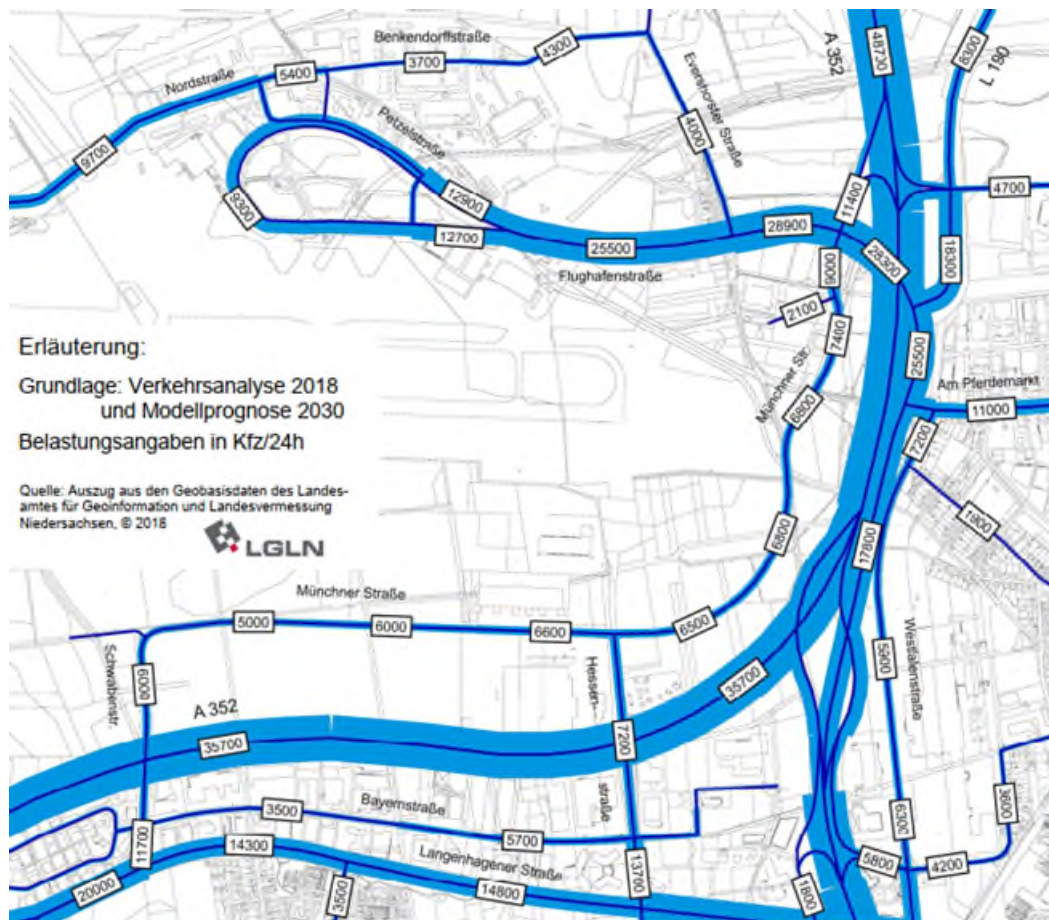 48700
A 352
8300
L 190
Benkendorffstraße
4300
3700
5400
Nordstraße
Petzelstraße
Evershorster Straße
4000
9700
11400
4700
9300
12900
12700
25500
28900
28300
18300
Flughafenstraße
9000
2100
7400
25500
Münchner Str.
6800
Am Pferdemarkt
11000
7200
1900
Erläuterung:
Grundlage: Verkehrsanalyse 2018
und Modellprognose 2030
Belastungsangaben in Kfz/24h
Quelle: Auszug aus den Geobasisdaten des Landes-
amtes für Geoinformation und Landesvermessung
Niedersachsen, © 2018
LGLN
6800
17800
Münchner Straße
5000
6000
6600
6500
Schwabenstr.
6000
Hessen-
straße
5900
Westfalenstraße
35700
A 352
35700
7200
3500
Bayernstraße
5700
6300
3600
11700
14300
Langenhagener Straße
13700
5800
4200
20000
3500
14800
1800